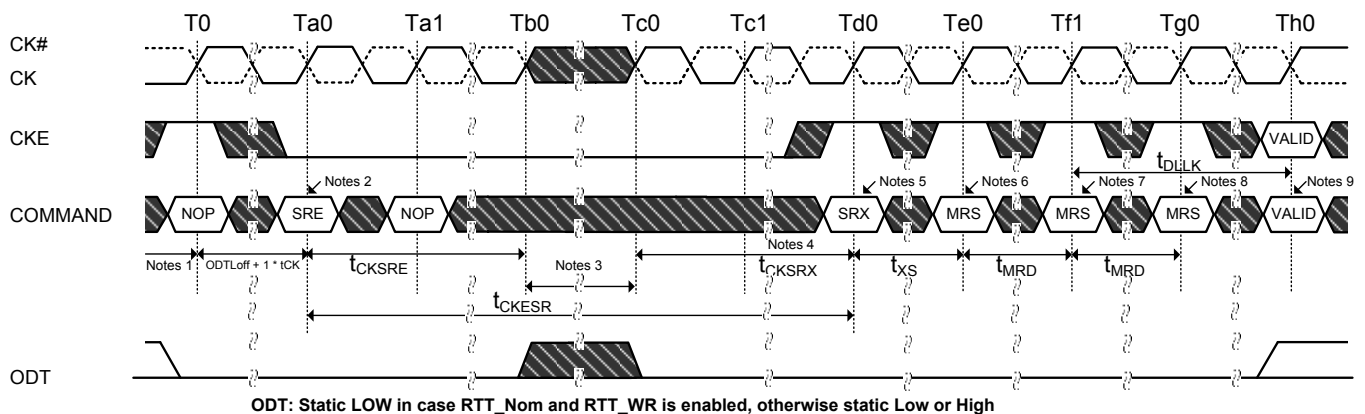 T0 Ta0 Ta1 Tb0 Tc0 Tc1 Td0 Te0 Tf1 Tg0 Th0
CK#
CK
CKE
VALID
tDLLK
Notes 2 Notes 5 Notes 6 Notes 7 Notes 8 Notes 9
COMMAND
NOP SRE NOP SRX MRS MRS MRS VALID
Notes 1 ODTLoff + 1 * tCK tCKSRE Notes 3 Notes 4 tCKSRX tXS tMRD tMRD
tCKESR
ODT
ODT: Static LOW in case RTT_Nom and RTT_WR is enabled, otherwise static Low or High